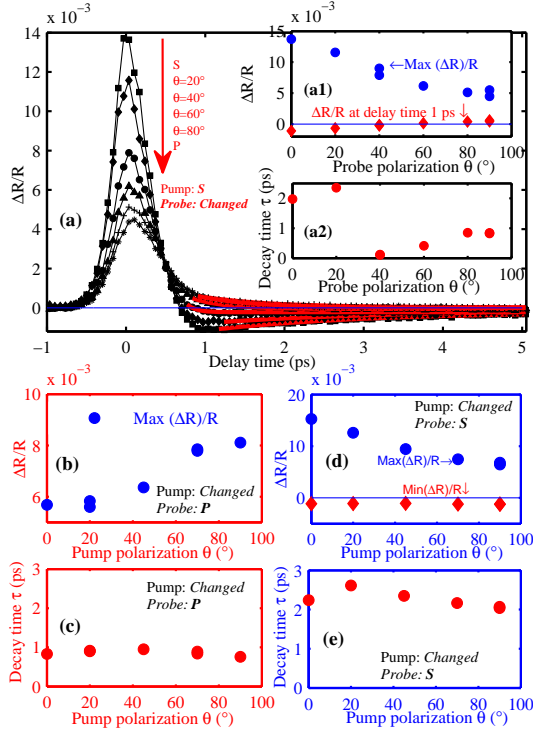 x 10⁻³
14
12
10
8
6
4
2
0
ΔR/R
(a)
S
θ=20°
θ=40°
θ=60°
θ=80°
P
Pump: S
Probe: Changed
-1
0
1
2
3
4
5
Delay time (ps)
x 10⁻³
15
10
5
0
ΔR/R
(a1)
←Max (ΔR)/R
ΔR/R at delay time 1 ps ↓
0
20
40
60
80
100
Probe polarization θ (°)
2
1
0
Decay time τ (ps)
(a2)
0
20
40
60
80
100
Probe polarization θ (°)
x 10⁻³
10
8
6
ΔR/R
(b)
Max (ΔR)/R
Pump: Changed
Probe: P
0
20
40
60
80
100
Pump polarization θ (°)
x 10⁻³
20
10
0
ΔR/R
(d)
Pump: Changed
Probe: S
Max(ΔR)/R→
Min(ΔR)/R↓
0
20
40
60
80
100
Pump polarization θ (°)
3
2
1
0
Decay time τ (ps)
(c)
Pump: Changed
Probe: P
0
20
40
60
80
100
Pump polarization θ (°)
3
2
1
0
Decay time τ (ps)
(e)
Pump: Changed
Probe: S
0
20
40
60
80
100
Pump polarization θ (°)